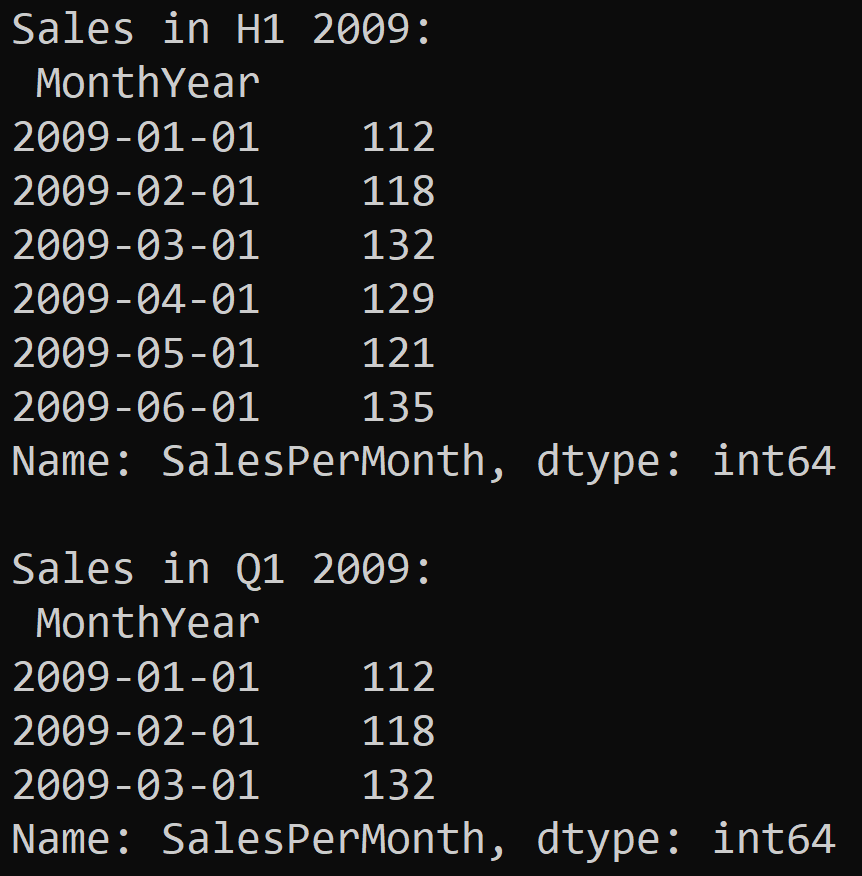 Sales in H1 2009:
 MonthYear
2009-01-01    112
2009-02-01    118
2009-03-01    132
2009-04-01    129
2009-05-01    121
2009-06-01    135
Name: SalesPerMonth, dtype: int64

Sales in Q1 2009:
 MonthYear
2009-01-01    112
2009-02-01    118
2009-03-01    132
Name: SalesPerMonth, dtype: int64